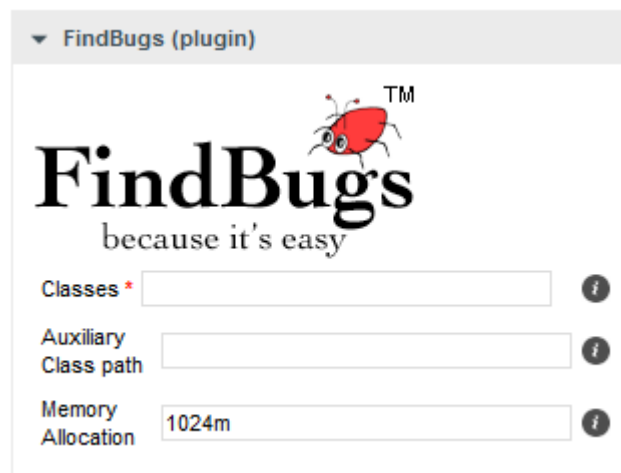 FindBugs (plugin)
TM
FindBugs
because it's easy
Classes *
Auxiliary
Class path
Memory
Allocation
1024m